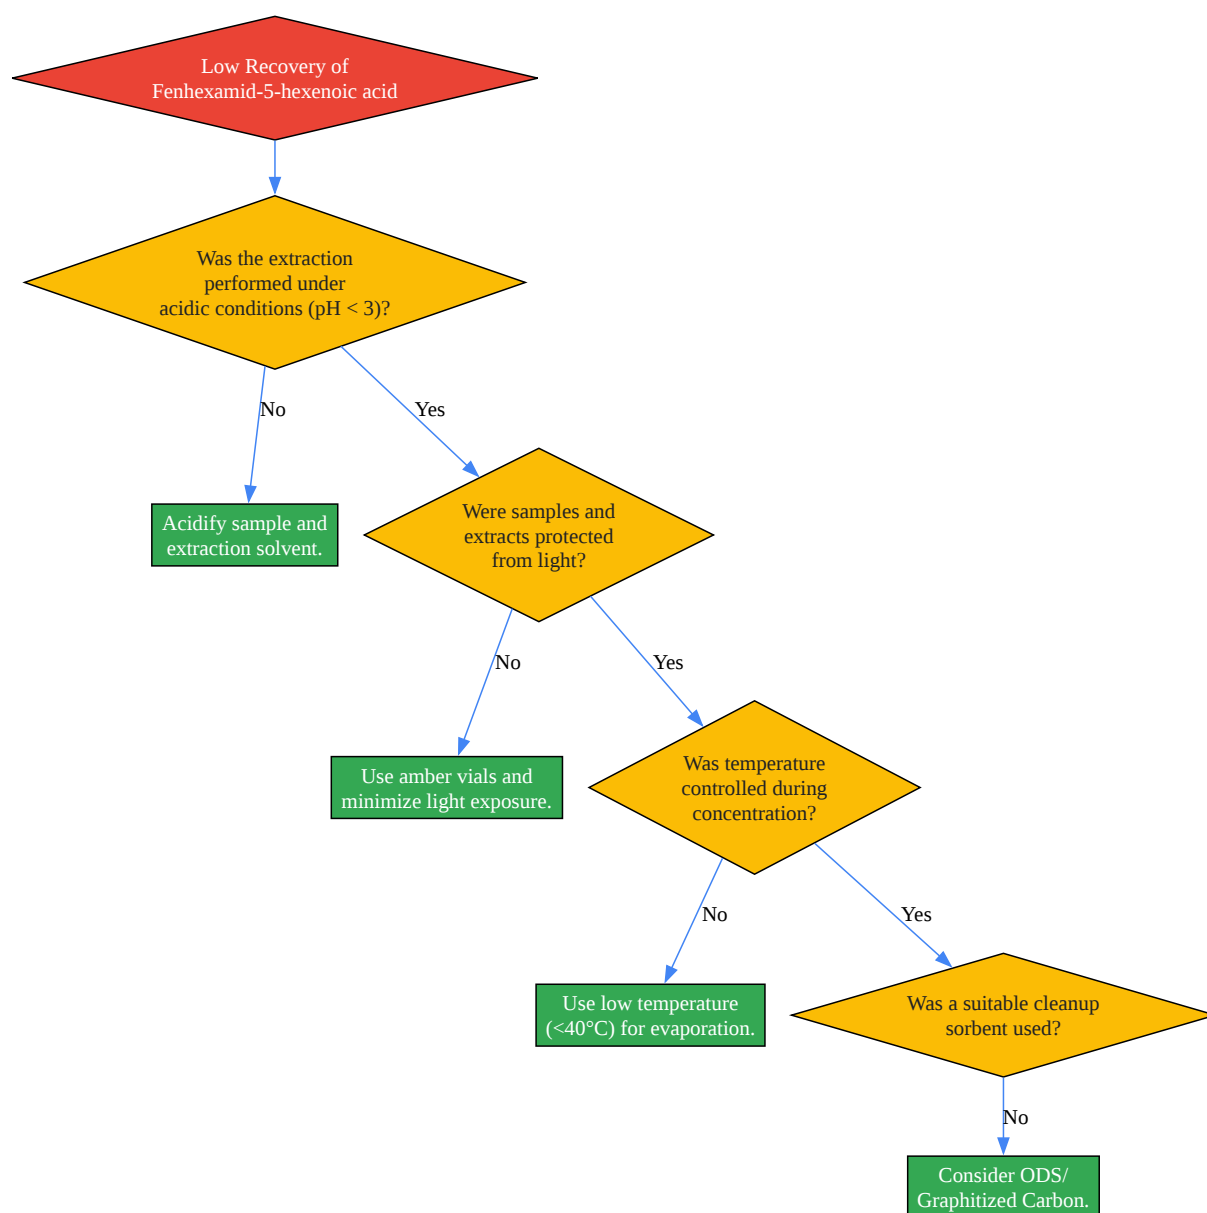 Low Recovery of
Fenhexamid-5-hexenoic acid
Was the extraction
performed under
acidic conditions (pH < 3)?
No
Yes
Acidify sample and
extraction solvent.
Were samples and
extracts protected
from light?
No
Yes
Use amber vials and
minimize light exposure.
Was temperature
controlled during
concentration?
No
Yes
Use low temperature
(<40°C) for evaporation.
Was a suitable cleanup
sorbent used?
No
Consider ODS/
Graphitized Carbon.